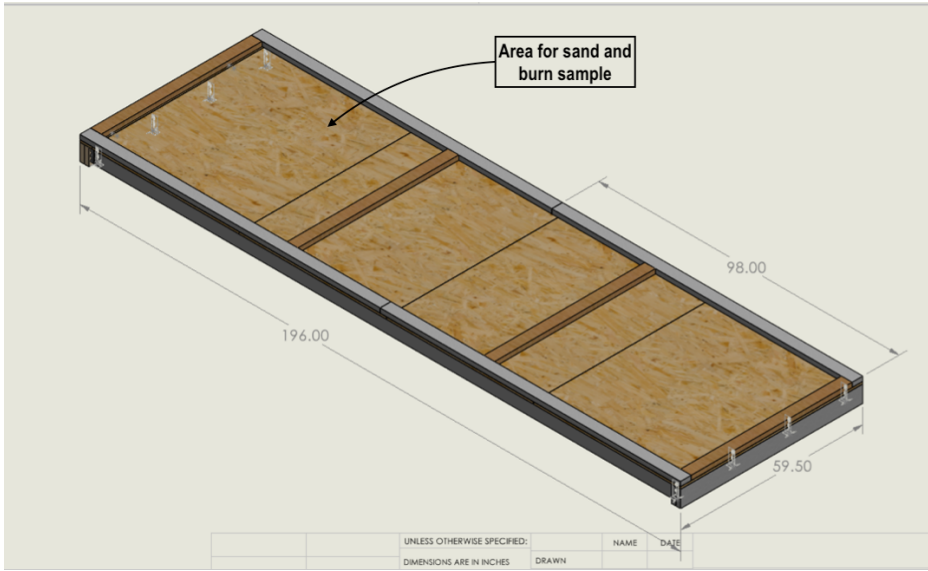 Area for sand and
burn sample
98.00
196.00
59.50
UNLESS OTHERWISE SPECIFIED:
NAME
DATE
DIMENSIONS ARE IN INCHES
DRAWN